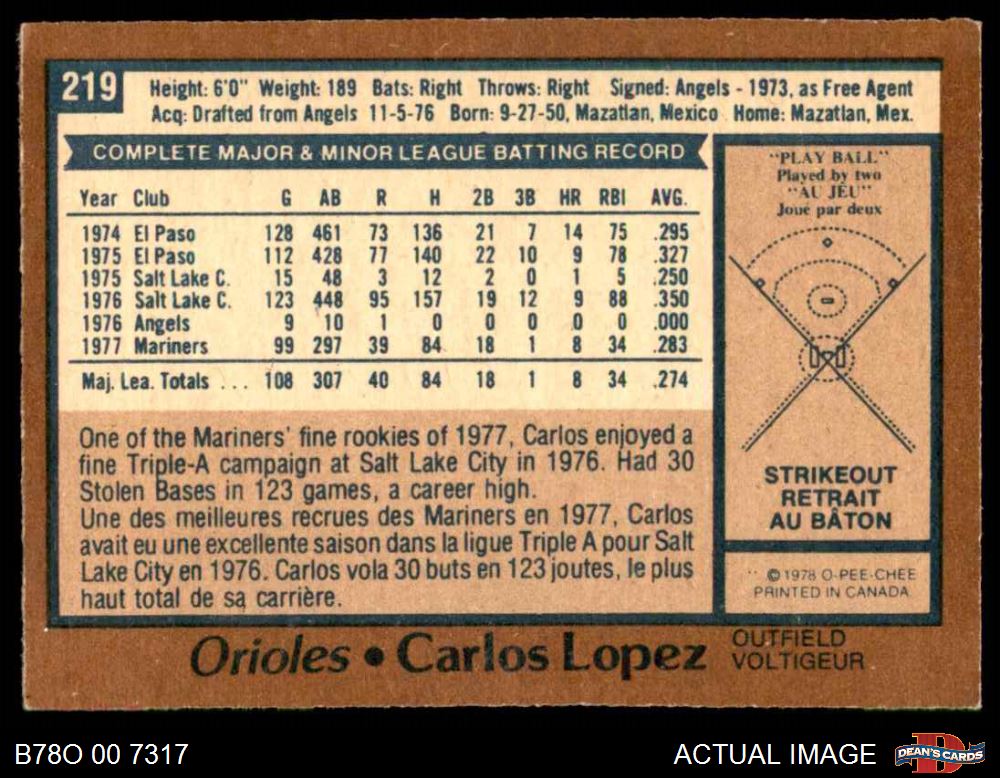 219
Height: 6'0" Weight: 189 Bats: Right Throws: Right Signed: Angels - 1973, as Free Agent
Acq: Drafted from Angels 11-5-76 Born: 9-27-50, Mazatlan, Mexico Home: Mazatlan, Mex.
COMPLETE MAJOR & MINOR LEAGUE BATTING RECORD
Year Club G AB R H 2B 3B HR RBI AVG.
1974 El Paso 128 461 73 136 21 7 14 75 .295
1975 El Paso 112 428 77 140 22 10 9 78 .327
1975 Salt Lake C. 15 48 3 12 2 0 1 5 .250
1976 Salt Lake C. 123 448 95 157 19 12 9 88 .350
1976 Angels 9 10 1 0 0 0 0 0 .000
1977 Mariners 99 297 39 84 18 1 8 34 .283
Maj. Lea. Totals ... 108 307 40 84 18 1 8 34 .274
One of the Mariners' fine rookies of 1977, Carlos enjoyed a
fine Triple-A campaign at Salt Lake City in 1976. Had 30
Stolen Bases in 123 games, a career high.
Une des meilleures recrues des Mariners en 1977, Carlos
avait eu une excellente saison dans la ligue Triple A pour Salt
Lake City en 1976. Carlos vola 30 buts en 123 joutes, le plus
haut total de sa carrière.
"PLAY BALL"
Played by two
"AU JEU"
Joué par deux
STRIKEOUT
RETRAIT
AU BÂTON
© 1978 O-PEE-CHEE
PRINTED IN CANADA
Orioles • Carlos Lopez
OUTFIELD
VOLTIGEUR
B78O 00 7317
ACTUAL IMAGE
DEAN'S CARDS